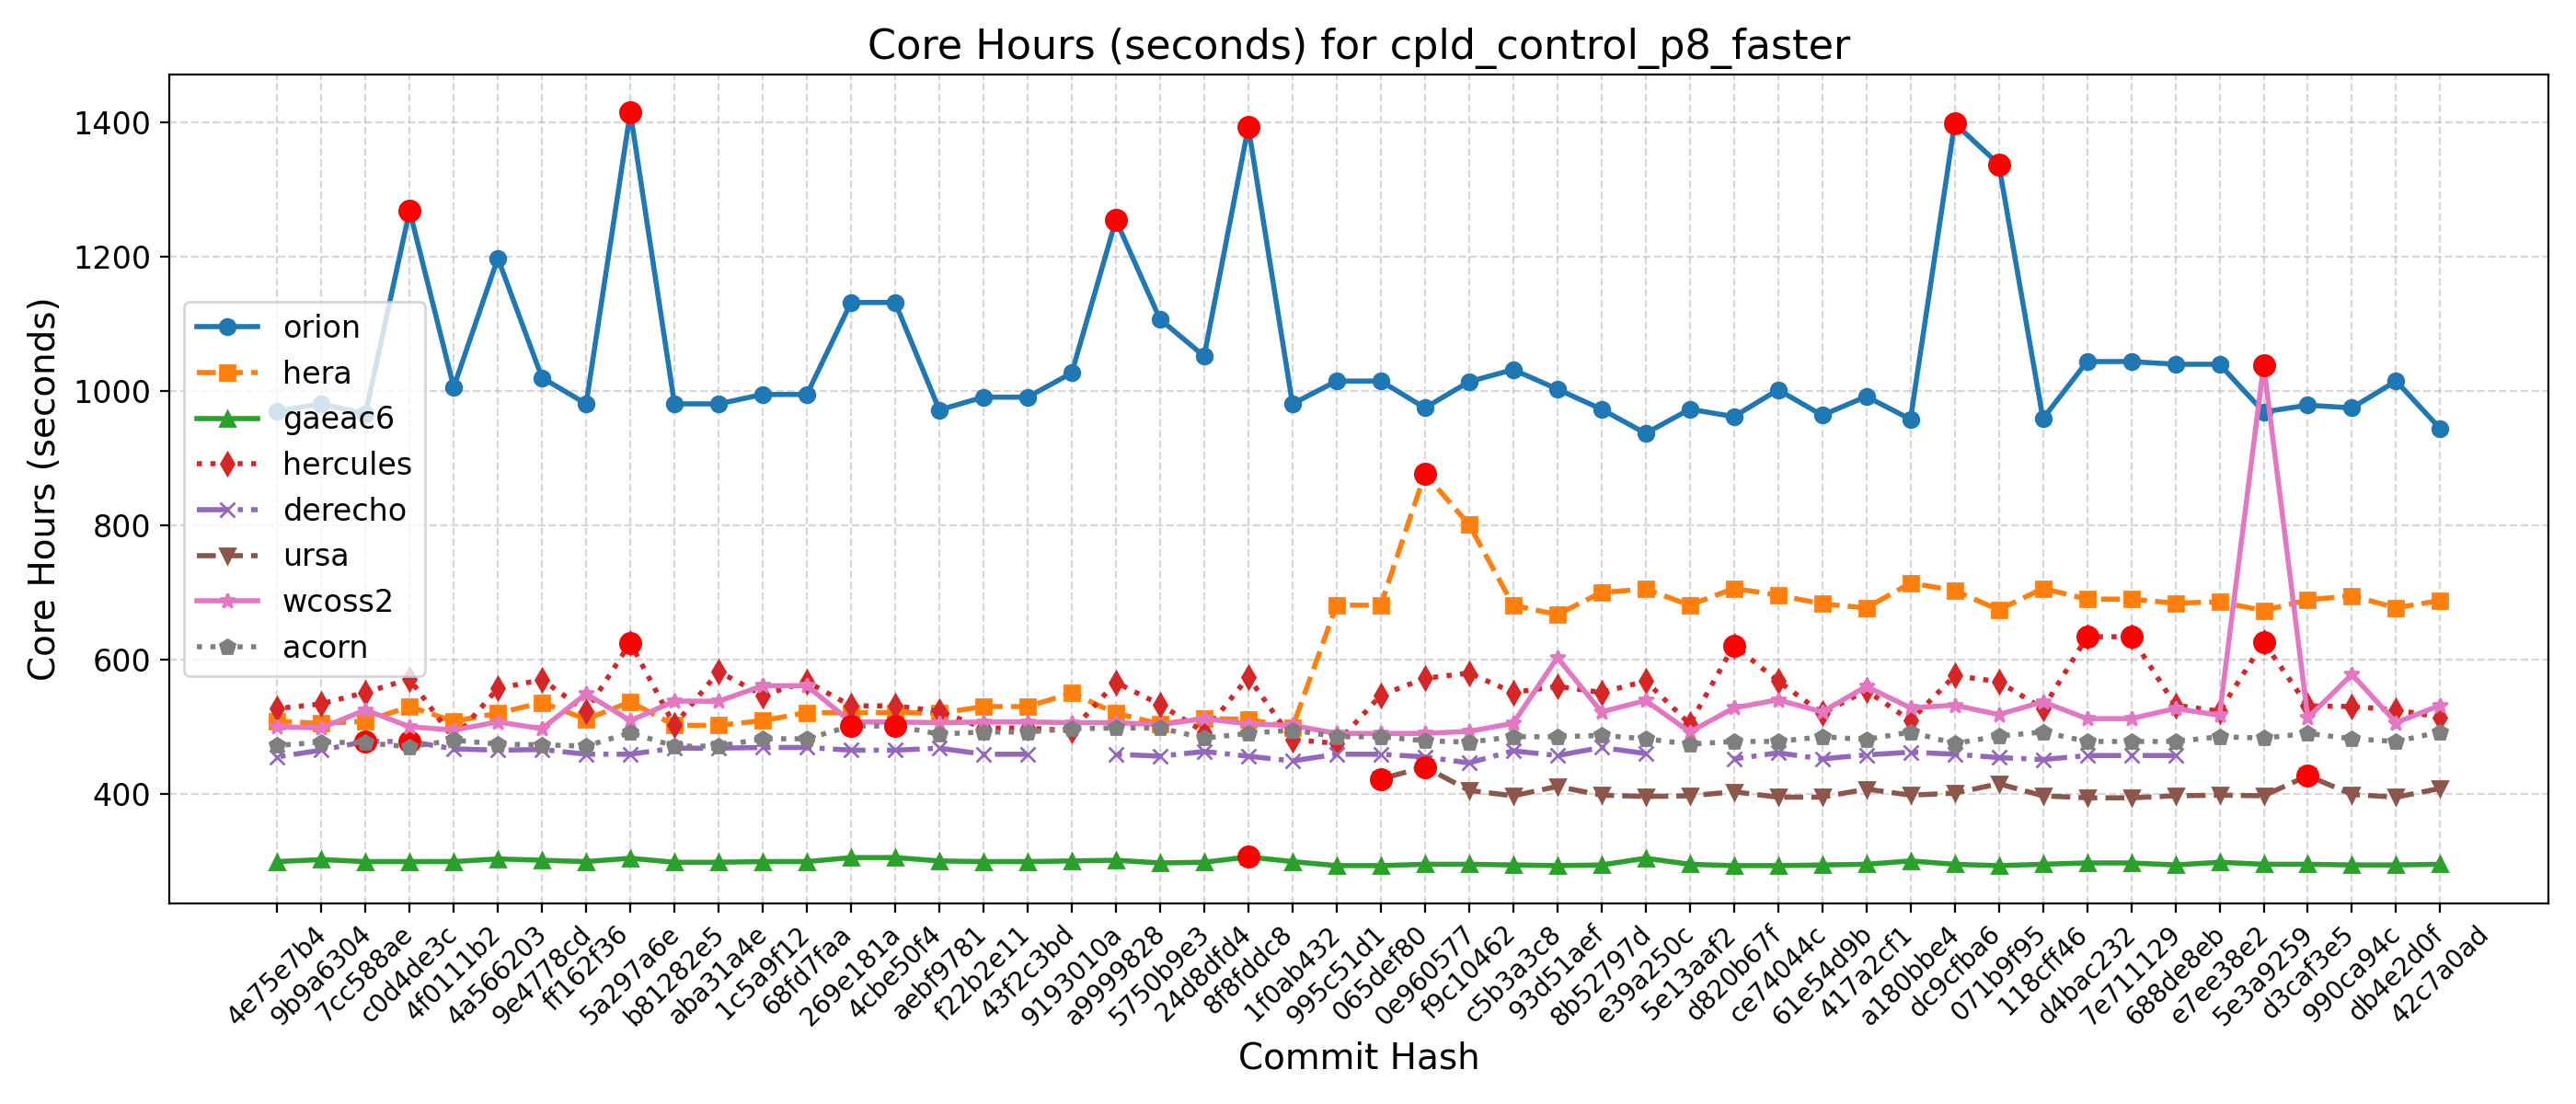 Core Hours (seconds) for cpld_control_p8_faster
Core Hours (seconds)
1400
1200
1000
800
600
400
orion
hera
gaeac6
hercules
derecho
ursa
wcoss2
acorn
4e75e7b4
9b9a6304
7cc588ae
c0d4de3c
4f0111b2
4a566203
9e4778cd
ff162f36
5a297a6e
b81282e5
aba31a4e
1c5a9f12
68fd7faa
269e181a
4cbe50f4
aebf9781
f22b2e11
43f2c3bd
9193010a
a9999828
5750b9e3
24d8dfd4
8f8fddc8
1f0ab432
995c51d1
065def80
0e960577
f9c10462
c5b3a3c8
93d51aef
8b52797d
e39a250c
5e13aaf2
d820b67f
ce74044c
61e54d9b
417a2cf1
a180bbe4
dc9cfba6
071b9f95
118cff46
d4bac232
7e711129
688de8eb
e7ee38e2
5e3a9259
d3caf3e5
990ca94c
db4e2d0f
42c7a0ad
Commit Hash